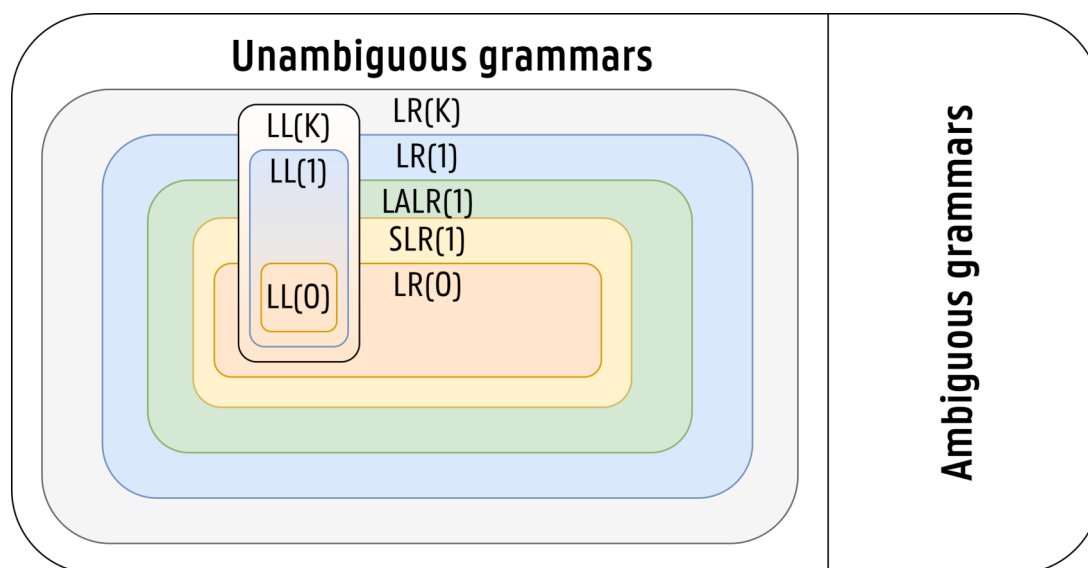 Unambiguous grammars
LR(K)
LL(K)
LR(1)
LL(1)
LALR(1)
SLR(1)
LR(0)
LL(0)
Ambiguous grammars